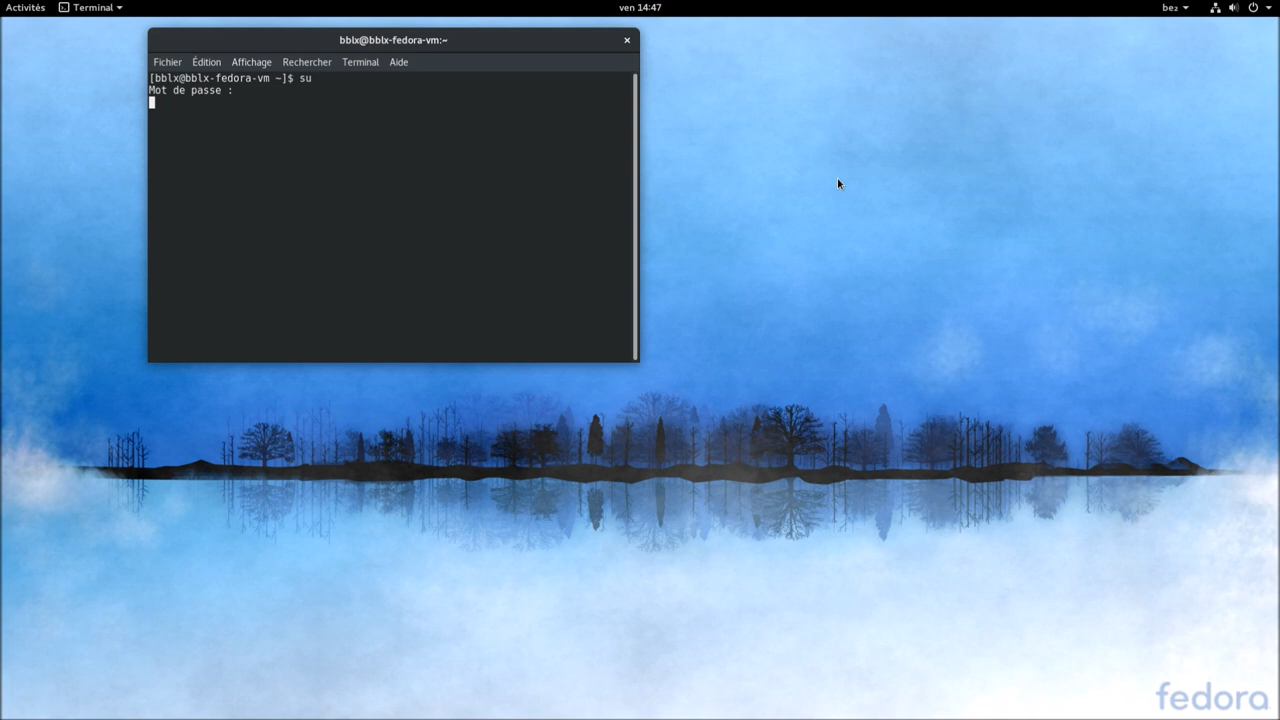 Activités Terminal ven 14:47 be2
bblx@bblx-fedora-vm:~ ×
Fichier Édition Affichage Rechercher Terminal Aide
[bblx@bblx-fedora-vm ~]$ su
Mot de passe :
fedora